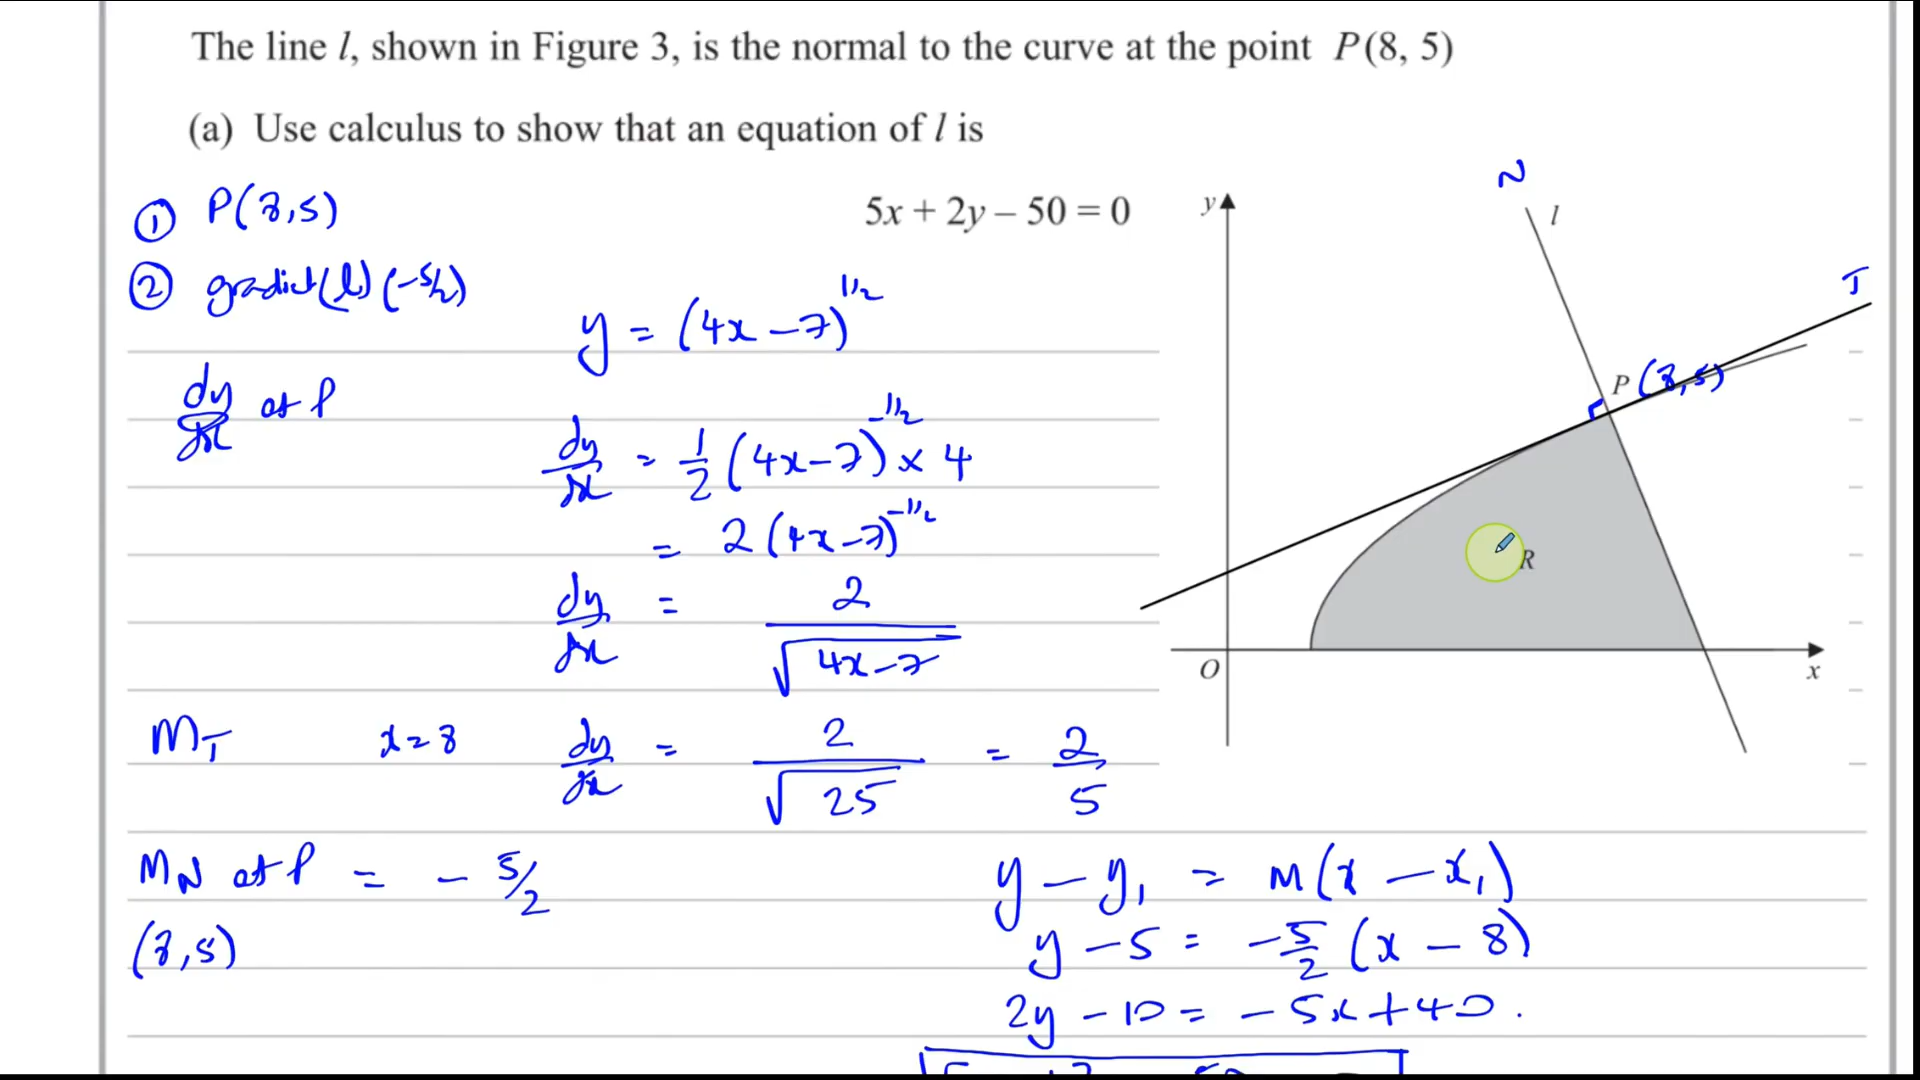 The line l, shown in Figure 3, is the normal to the curve at the point P(8, 5)
(a) Use calculus to show that an equation of l is
5x + 2y – 50 = 0
① P(8,5)
② gradient(l) (-5/2)
y = (4x-7)^1/2
dy/dx at P
dy/dx = 1/2 (4x-7)^-1/2 × 4
= 2(4x-7)^-1/2
dy/dx = 2/√(4x-7)
M_T x=8 dy/dx = 2/√25 = 2/5
M_N at P = - 5/2
(8,5)
y - y₁ = m(x - x₁)
y - 5 = -5/2 (x - 8)
2y - 10 = -5x + 40.
N
y
l
T
P (8,5)
R
O
x